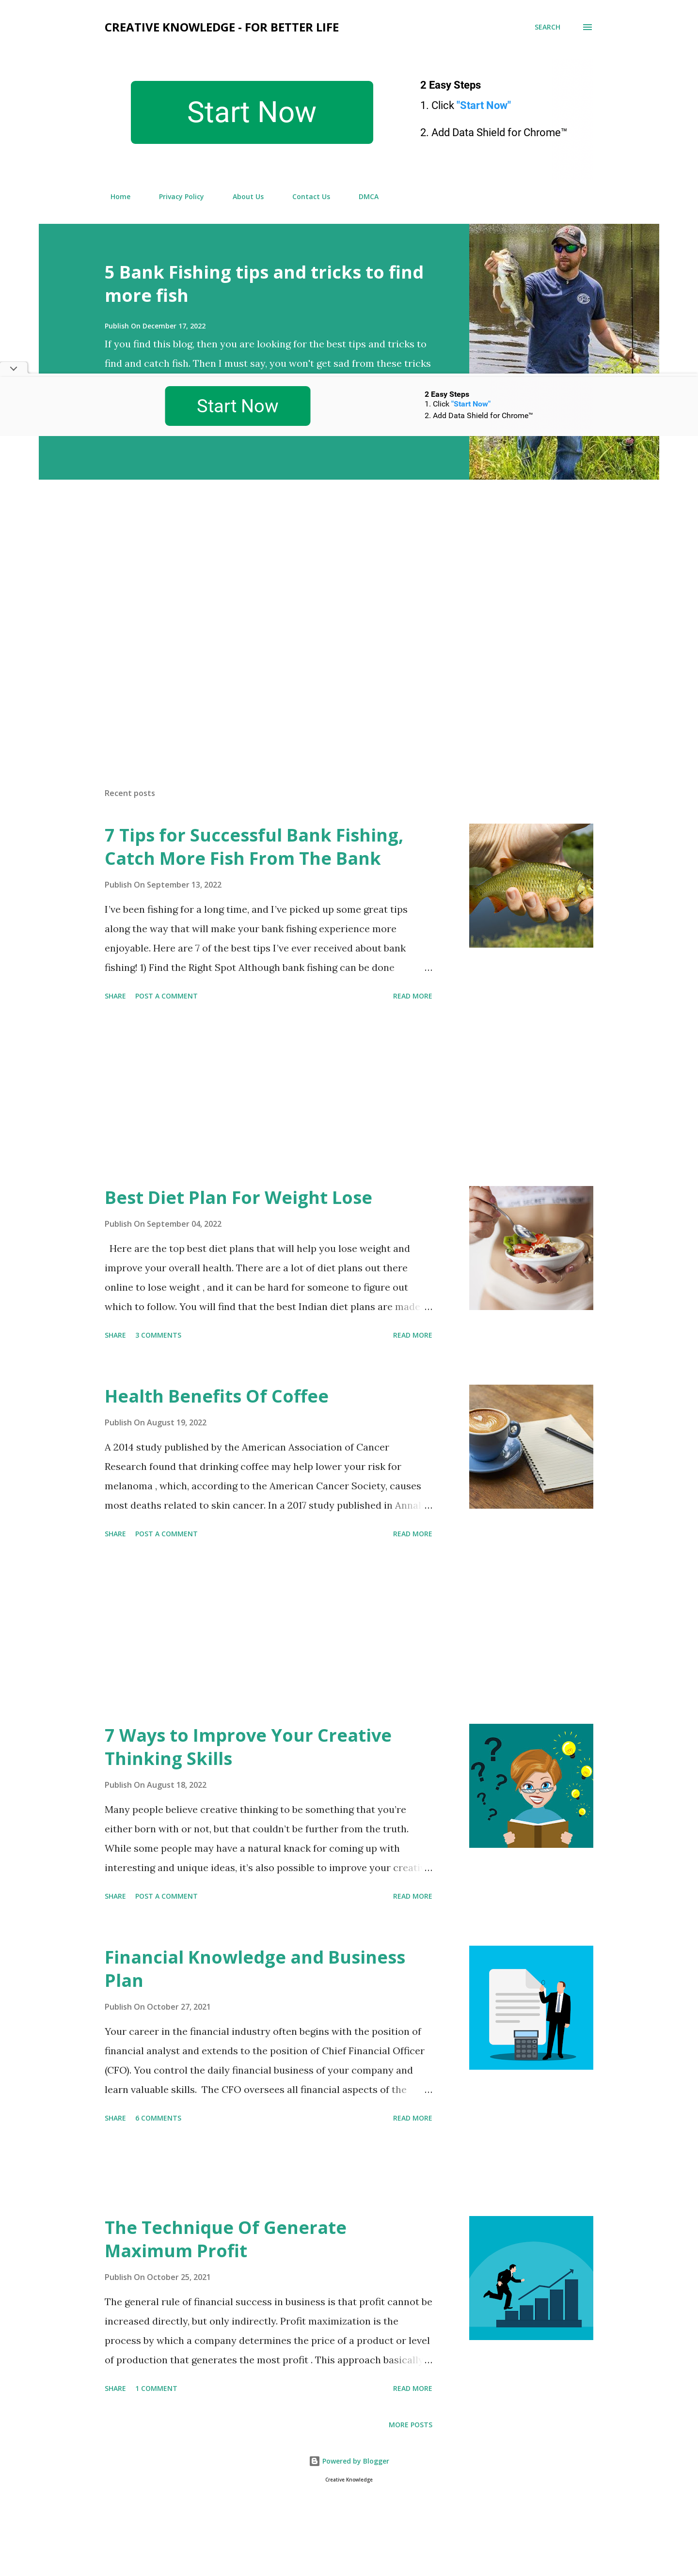 CREATIVE KNOWLEDGE - FOR BETTER LIFE
SEARCH
Start Now
2 Easy Steps
1. Click "Start Now"
2. Add Data Shield for Chrome™
Home
Privacy Policy
About Us
Contact Us
DMCA
5 Bank Fishing tips and tricks to find
more fish
Publish On December 17, 2022
If you find this blog, then you are looking for the best tips and tricks to
find and catch fish. Then I must say, you won't get sad from these tricks
Start Now
2 Easy Steps
1. Click "Start Now"
2. Add Data Shield for Chrome™
Recent posts
7 Tips for Successful Bank Fishing,
Catch More Fish From The Bank
Publish On September 13, 2022
I've been fishing for a long time, and I've picked up some great tips
along the way that will make your bank fishing experience more
enjoyable. Here are 7 of the best tips I've ever received about bank
fishing! 1) Find the Right Spot Although bank fishing can be done …
SHARE
POST A COMMENT
READ MORE
Best Diet Plan For Weight Lose
Publish On September 04, 2022
Here are the top best diet plans that will help you lose weight and
improve your overall health. There are a lot of diet plans out there
online to lose weight , and it can be hard for someone to figure out
which to follow. You will find that the best Indian diet plans are made …
SHARE
3 COMMENTS
READ MORE
Health Benefits Of Coffee
Publish On August 19, 2022
A 2014 study published by the American Association of Cancer
Research found that drinking coffee may help lower your risk for
melanoma , which, according to the American Cancer Society, causes
most deaths related to skin cancer. In a 2017 study published in …
SHARE
POST A COMMENT
READ MORE
7 Ways to Improve Your Creative
Thinking Skills
Publish On August 18, 2022
Many people believe creative thinking to be something that you're
either born with or not, but that couldn't be further from the truth.
While some people may have a natural knack for coming up with
interesting and unique ideas, it's also possible to improve your …
SHARE
POST A COMMENT
READ MORE
Financial Knowledge and Business
Plan
Publish On October 27, 2021
Your career in the financial industry often begins with the position of
financial analyst and extends to the position of Chief Financial Officer
(CFO). You control the daily financial business of your company and
learn valuable skills. The CFO oversees all financial aspects of the …
SHARE
6 COMMENTS
READ MORE
The Technique Of Generate
Maximum Profit
Publish On October 25, 2021
The general rule of financial success in business is that profit cannot be
increased directly, but only indirectly. Profit maximization is the
process by which a company determines the price of a product or level
of production that generates the most profit . This approach basically …
SHARE
1 COMMENT
READ MORE
MORE POSTS
Powered by Blogger
Creative Knowledge